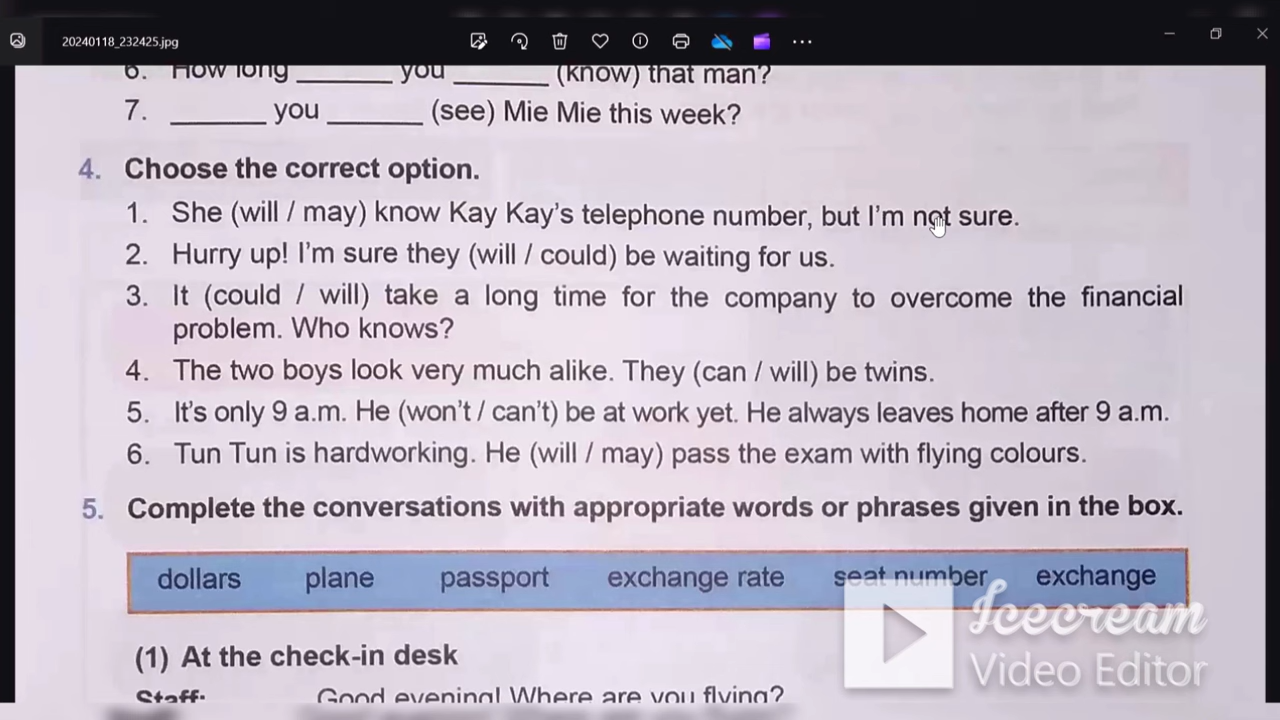 20240118_232425.jpg
6. How long ______ you ______ (know) that man?
7. ______ you ______ (see) Mie Mie this week?
4. Choose the correct option.
1. She (will / may) know Kay Kay's telephone number, but I'm not sure.
2. Hurry up! I'm sure they (will / could) be waiting for us.
3. It (could / will) take a long time for the company to overcome the financial
problem. Who knows?
4. The two boys look very much alike. They (can / will) be twins.
5. It's only 9 a.m. He (won't / can't) be at work yet. He always leaves home after 9 a.m.
6. Tun Tun is hardworking. He (will / may) pass the exam with flying colours.
5. Complete the conversations with appropriate words or phrases given in the box.
dollars plane passport exchange rate seat number exchange
Icecream
Video Editor
(1) At the check-in desk
Staff: Good evening! Where are you flying?